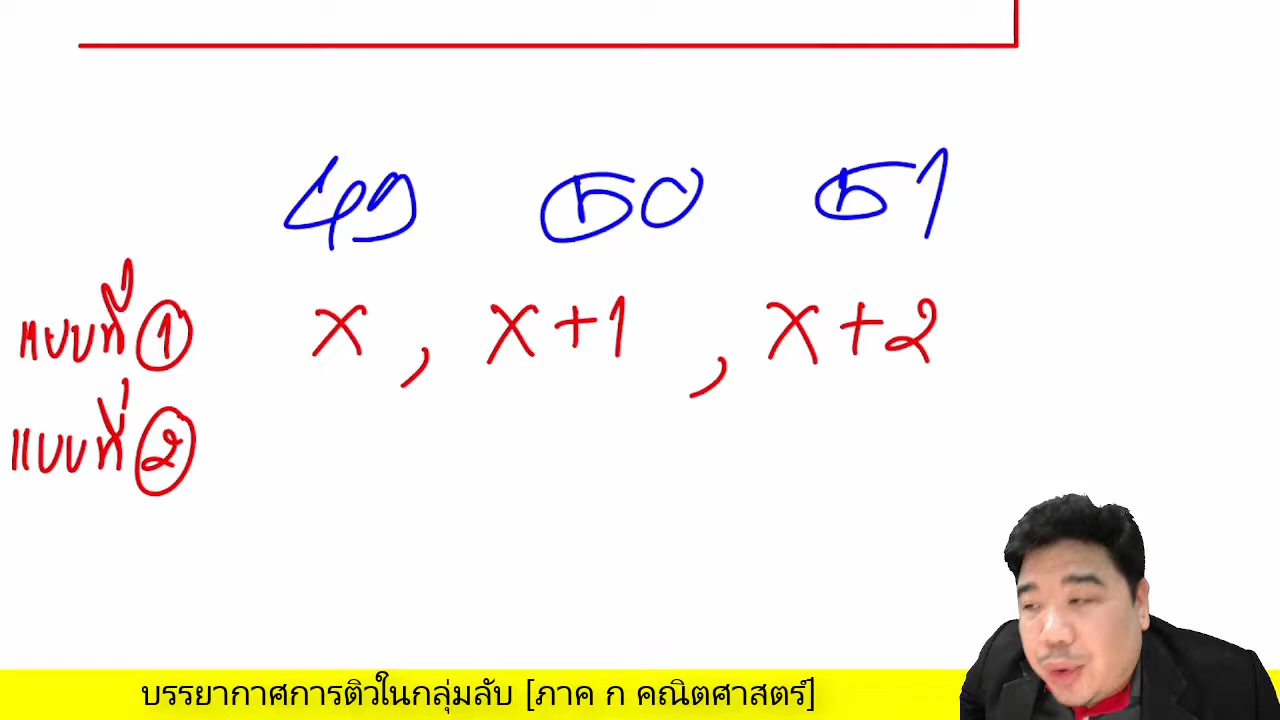 49 50 51
แบบที่ 1 x , x+1 , x+2
แบบที่ 2
บรรยากาศการติวในกลุ่มลับ [ภาค ก คณิตศาสตร์]